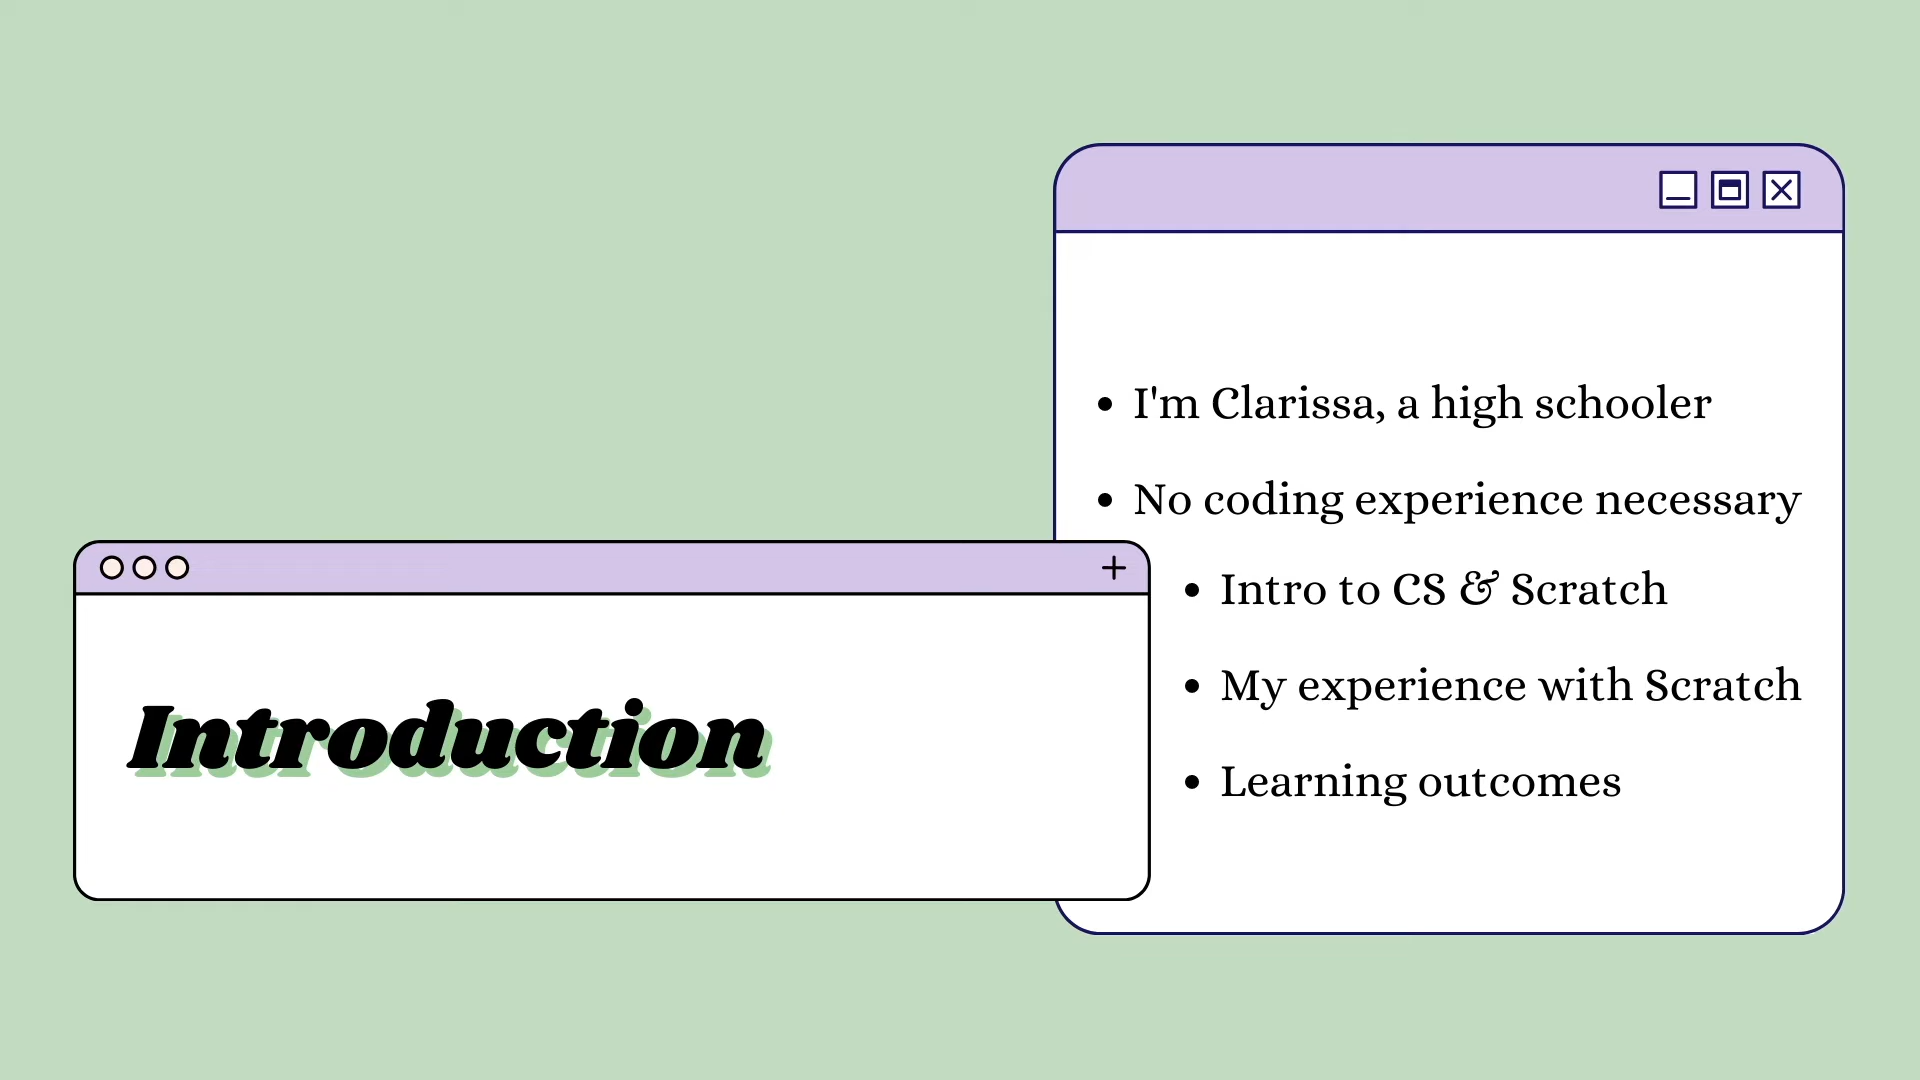 Introduction
I'm Clarissa, a high schooler
No coding experience necessary
Intro to CS & Scratch
My experience with Scratch
Learning outcomes